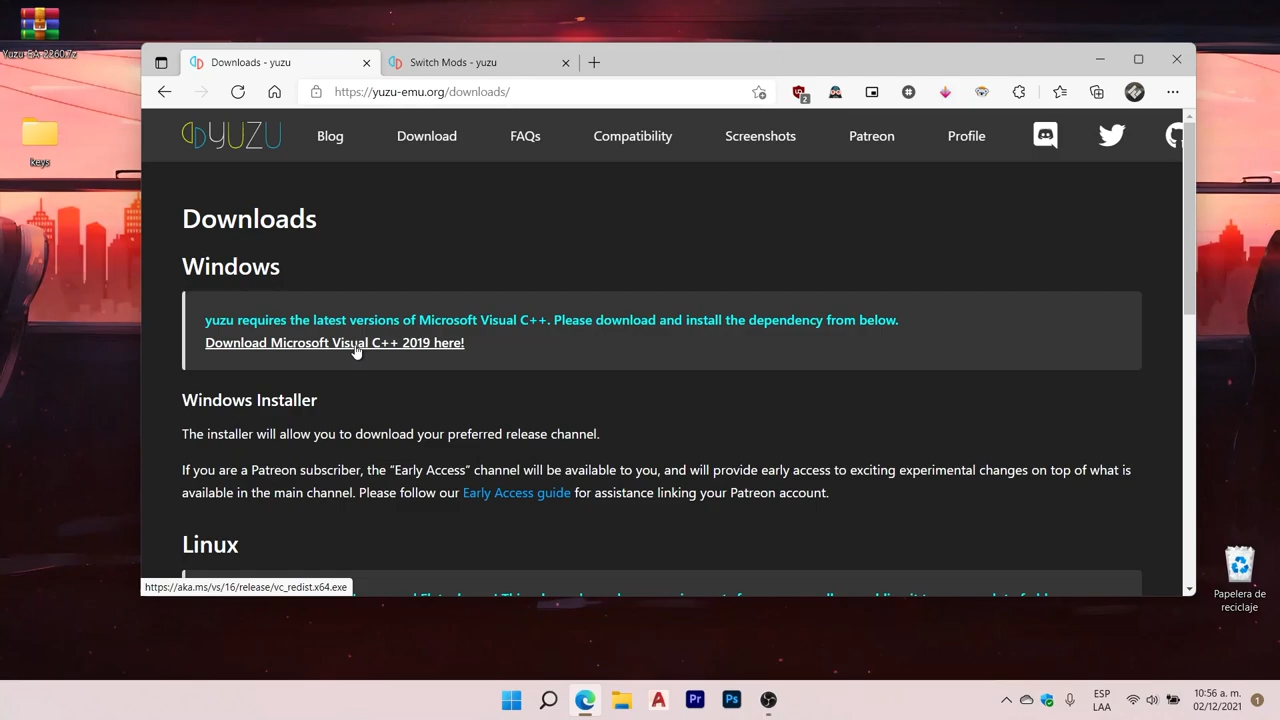 Yuzu EA 2260.7z
keys
Downloads - yuzu
Switch Mods - yuzu
https://yuzu-emu.org/downloads/
2
YUZU
Blog
Download
FAQs
Compatibility
Screenshots
Patreon
Profile
Downloads
Windows
yuzu requires the latest versions of Microsoft Visual C++. Please download and install the dependency from below.
Download Microsoft Visual C++ 2019 here!
Windows Installer
The installer will allow you to download your preferred release channel.
If you are a Patreon subscriber, the “Early Access” channel will be available to you, and will provide early access to exciting experimental changes on top of what is
available in the main channel. Please follow our Early Access guide for assistance linking your Patreon account.
Linux
https://aka.ms/vs/16/release/vc_redist.x64.exe
Papelera de
reciclaje
A
Pr
Ps
ESP
LAA
10:56 a. m.
02/12/2021
1